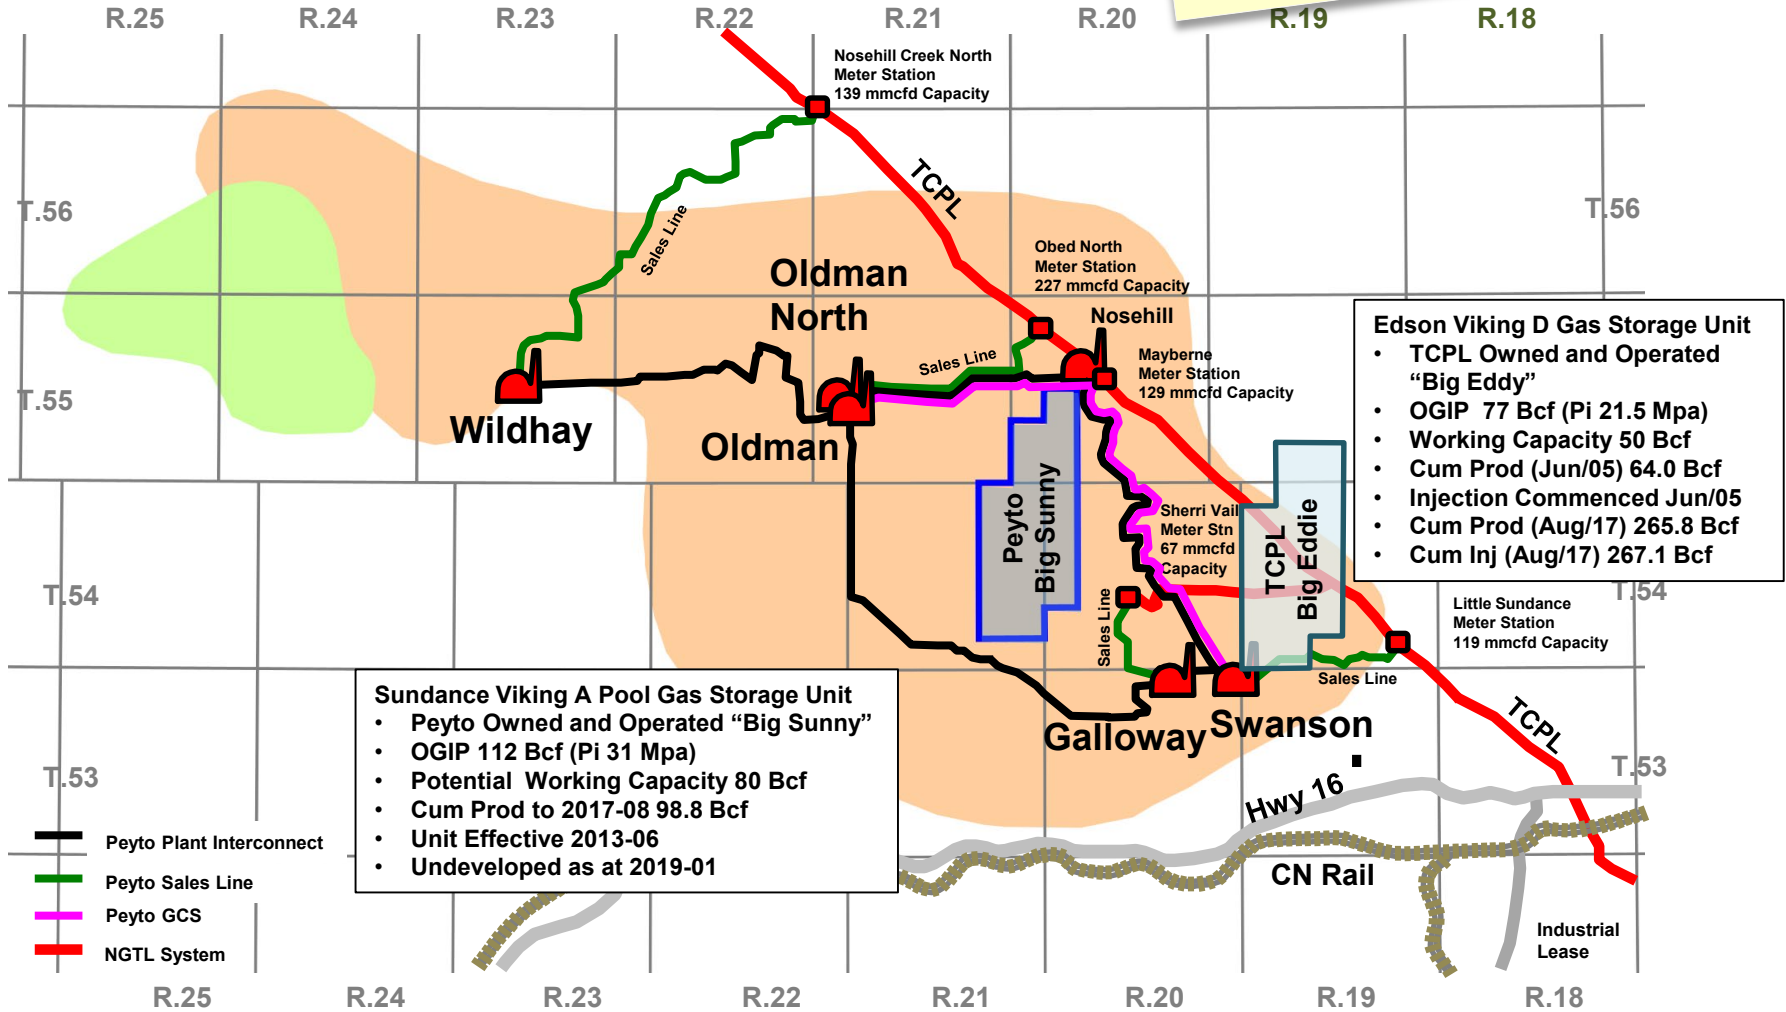 R.25 R.24 R.23 R.22 R.21 R.20 R.19 R.18
Nosehill Creek North
Meter Station
139 mmcfd Capacity
TCPL
T.56 T.56
Sales Line
Obed North
Meter Station
227 mmcfd Capacity
Oldman
North
Nosehill
Sales Line
Mayberne
Meter Station
129 mmcfd Capacity
T.55
Wildhay
Oldman
Edson Viking D Gas Storage Unit
• TCPL Owned and Operated
“Big Eddy”
• OGIP 77 Bcf (Pi 21.5 Mpa)
• Working Capacity 50 Bcf
• Cum Prod (Jun/05) 64.0 Bcf
• Injection Commenced Jun/05
• Cum Prod (Aug/17) 265.8 Bcf
• Cum Inj (Aug/17) 267.1 Bcf
Peyto
Big Sunny
Sherri Vail
Meter Stn
67 mmcfd
Capacity
TCPL
Big Eddie
T.54 T.54
Sales Line
Little Sundance
Meter Station
119 mmcfd Capacity
Sales Line
Galloway Swanson
TCPL
Sundance Viking A Pool Gas Storage Unit
• Peyto Owned and Operated “Big Sunny”
• OGIP 112 Bcf (Pi 31 Mpa)
• Potential Working Capacity 80 Bcf
• Cum Prod to 2017-08 98.8 Bcf
• Unit Effective 2013-06
• Undeveloped as at 2019-01
T.53 T.53
Hwy 16
CN Rail
Peyto Plant Interconnect
Peyto Sales Line
Peyto GCS
NGTL System
Industrial
Lease
R.25 R.24 R.23 R.22 R.21 R.20 R.19 R.18